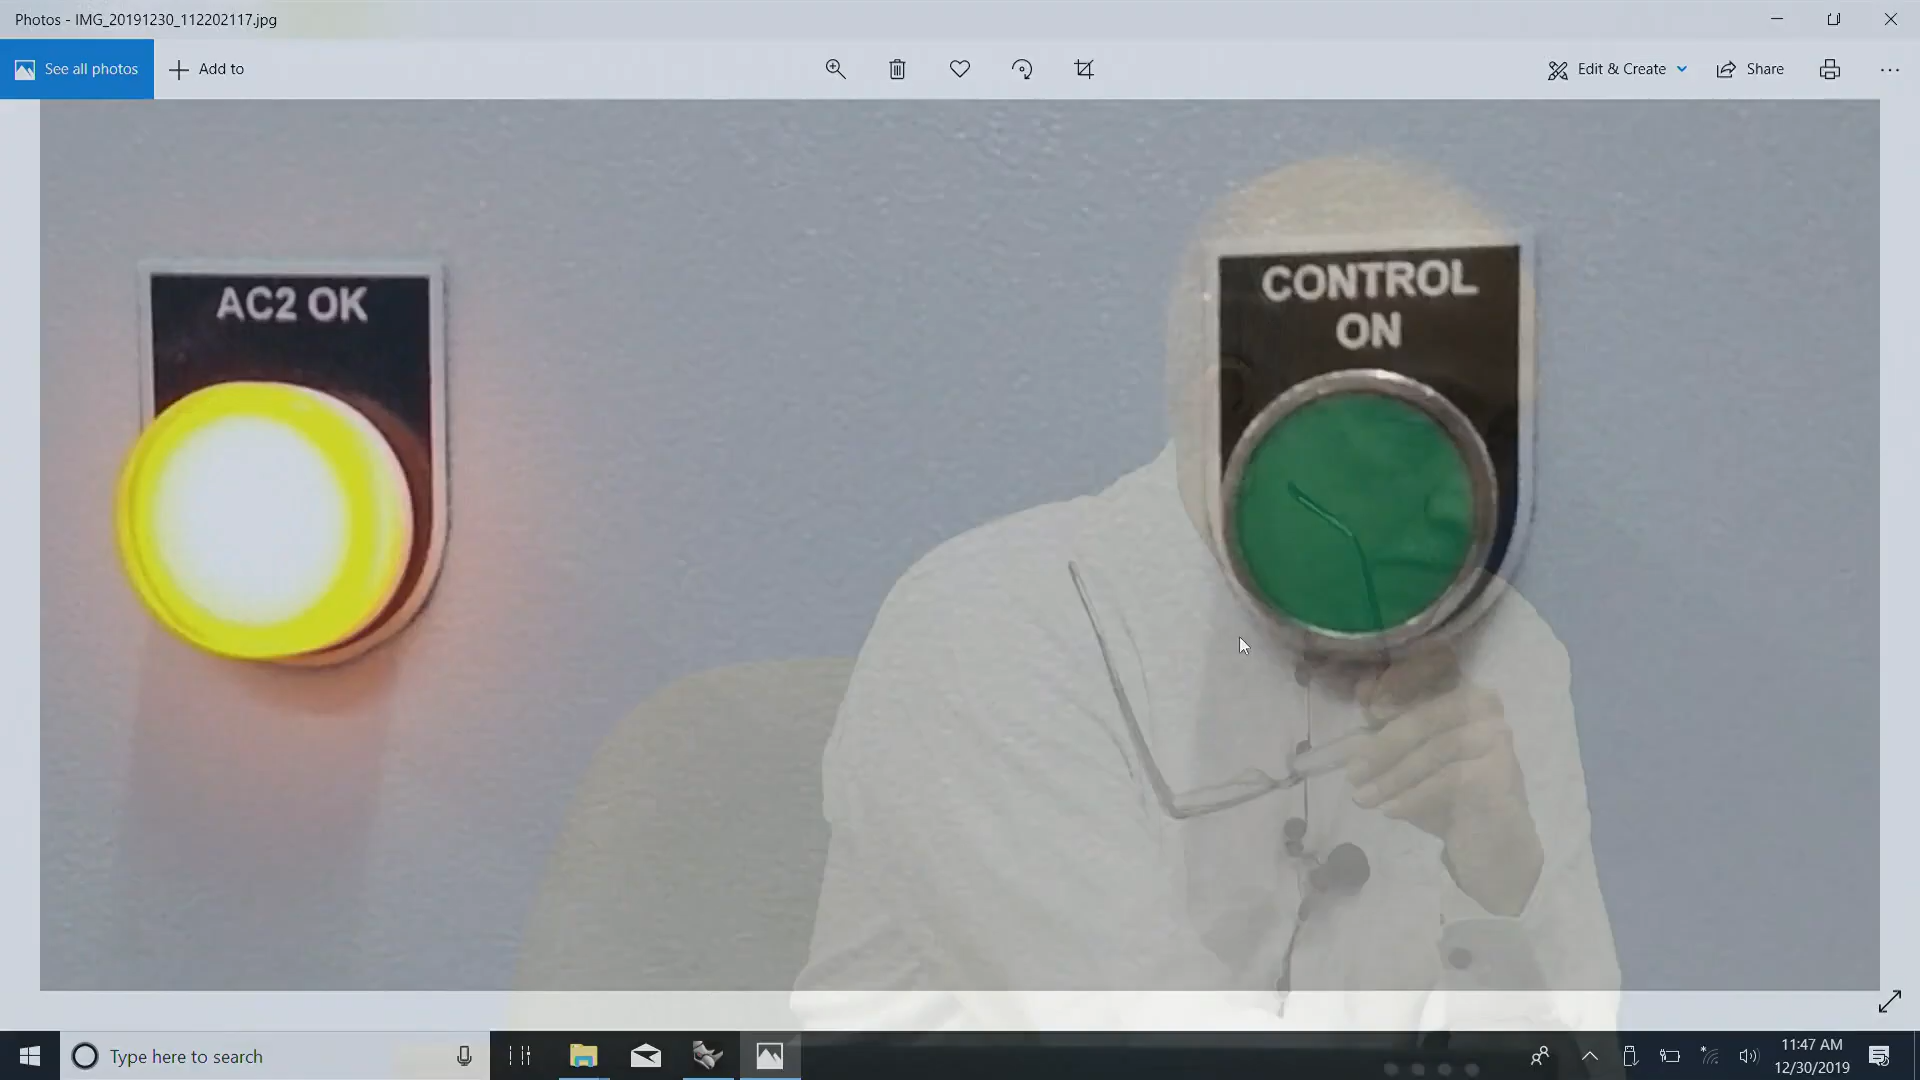 Photos - IMG_20191230_112202117.jpg
See all photos
Add to
Edit & Create
Share
AC2 OK
CONTROL
ON
Type here to search
11:47 AM
12/30/2019